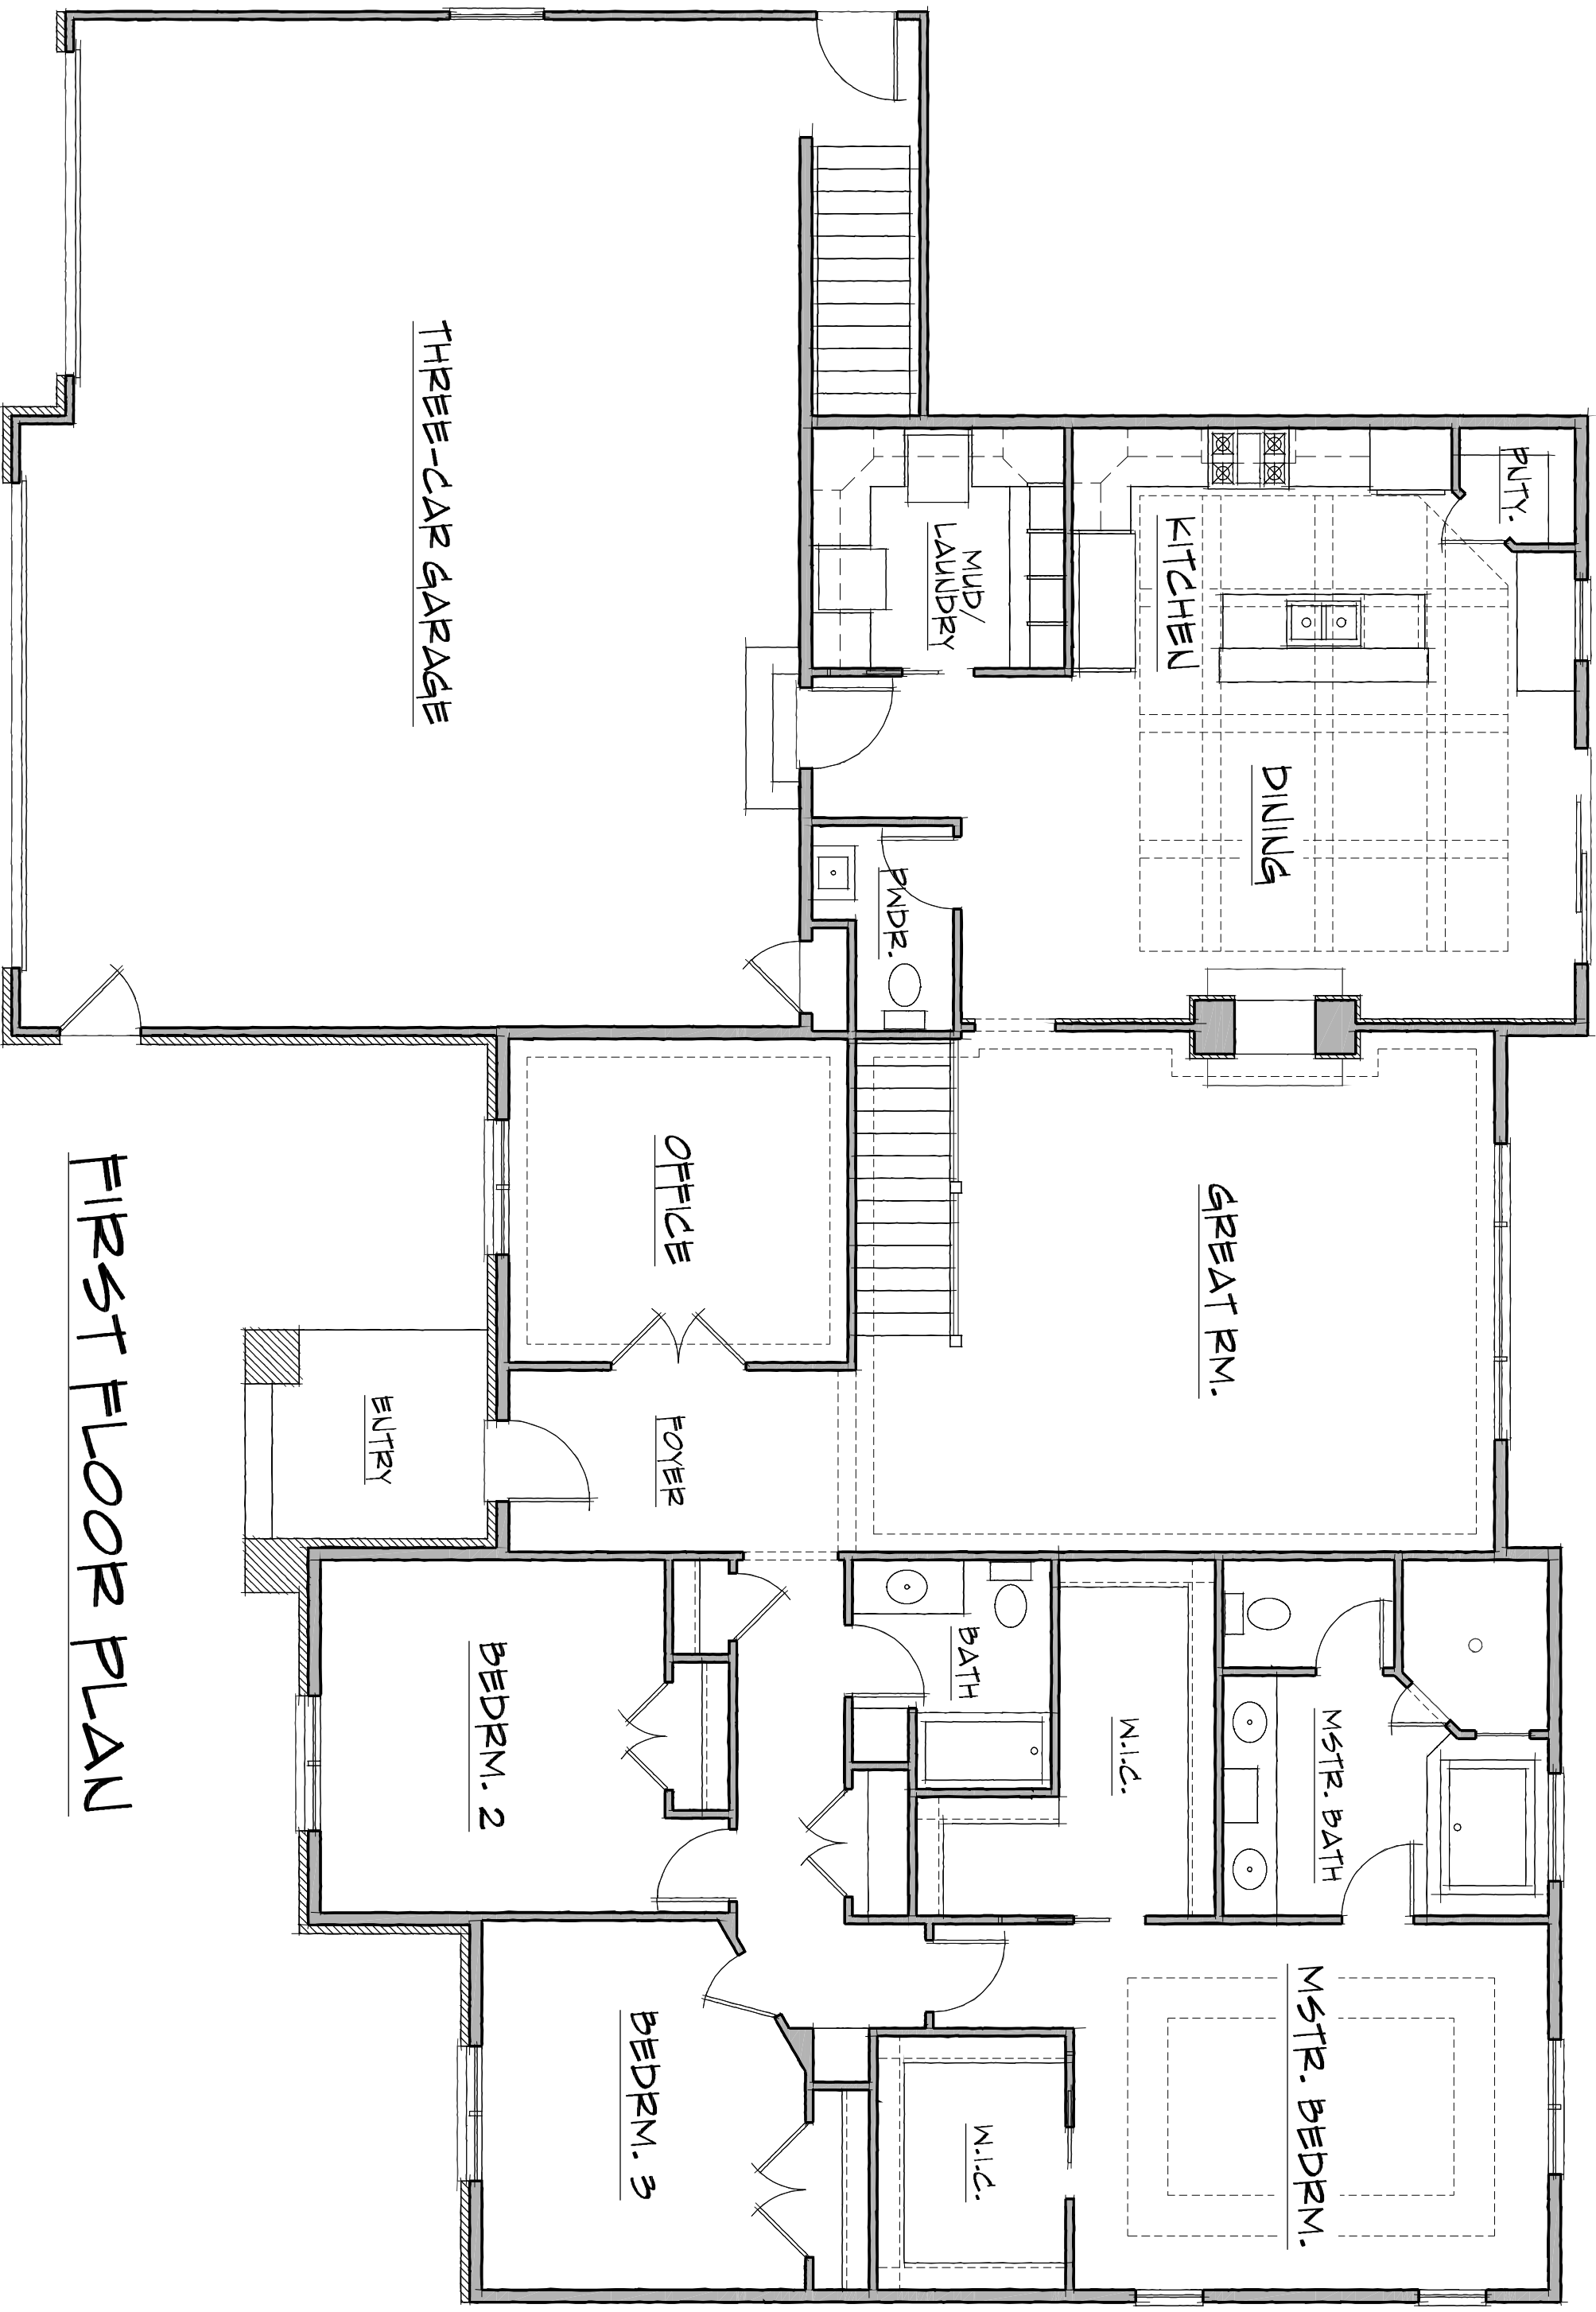 PNTY.
KITCHEN
MUD/
LAUNDRY
DINING
THREE-CAR GARAGE
PWDR.
GREAT RM.
OFFICE
FOYER
ENTRY
BATH
W.I.C.
MSTR. BATH
BEDRM. 2
MSTR. BEDRM.
W.I.C.
BEDRM. 3
FIRST FLOOR PLAN